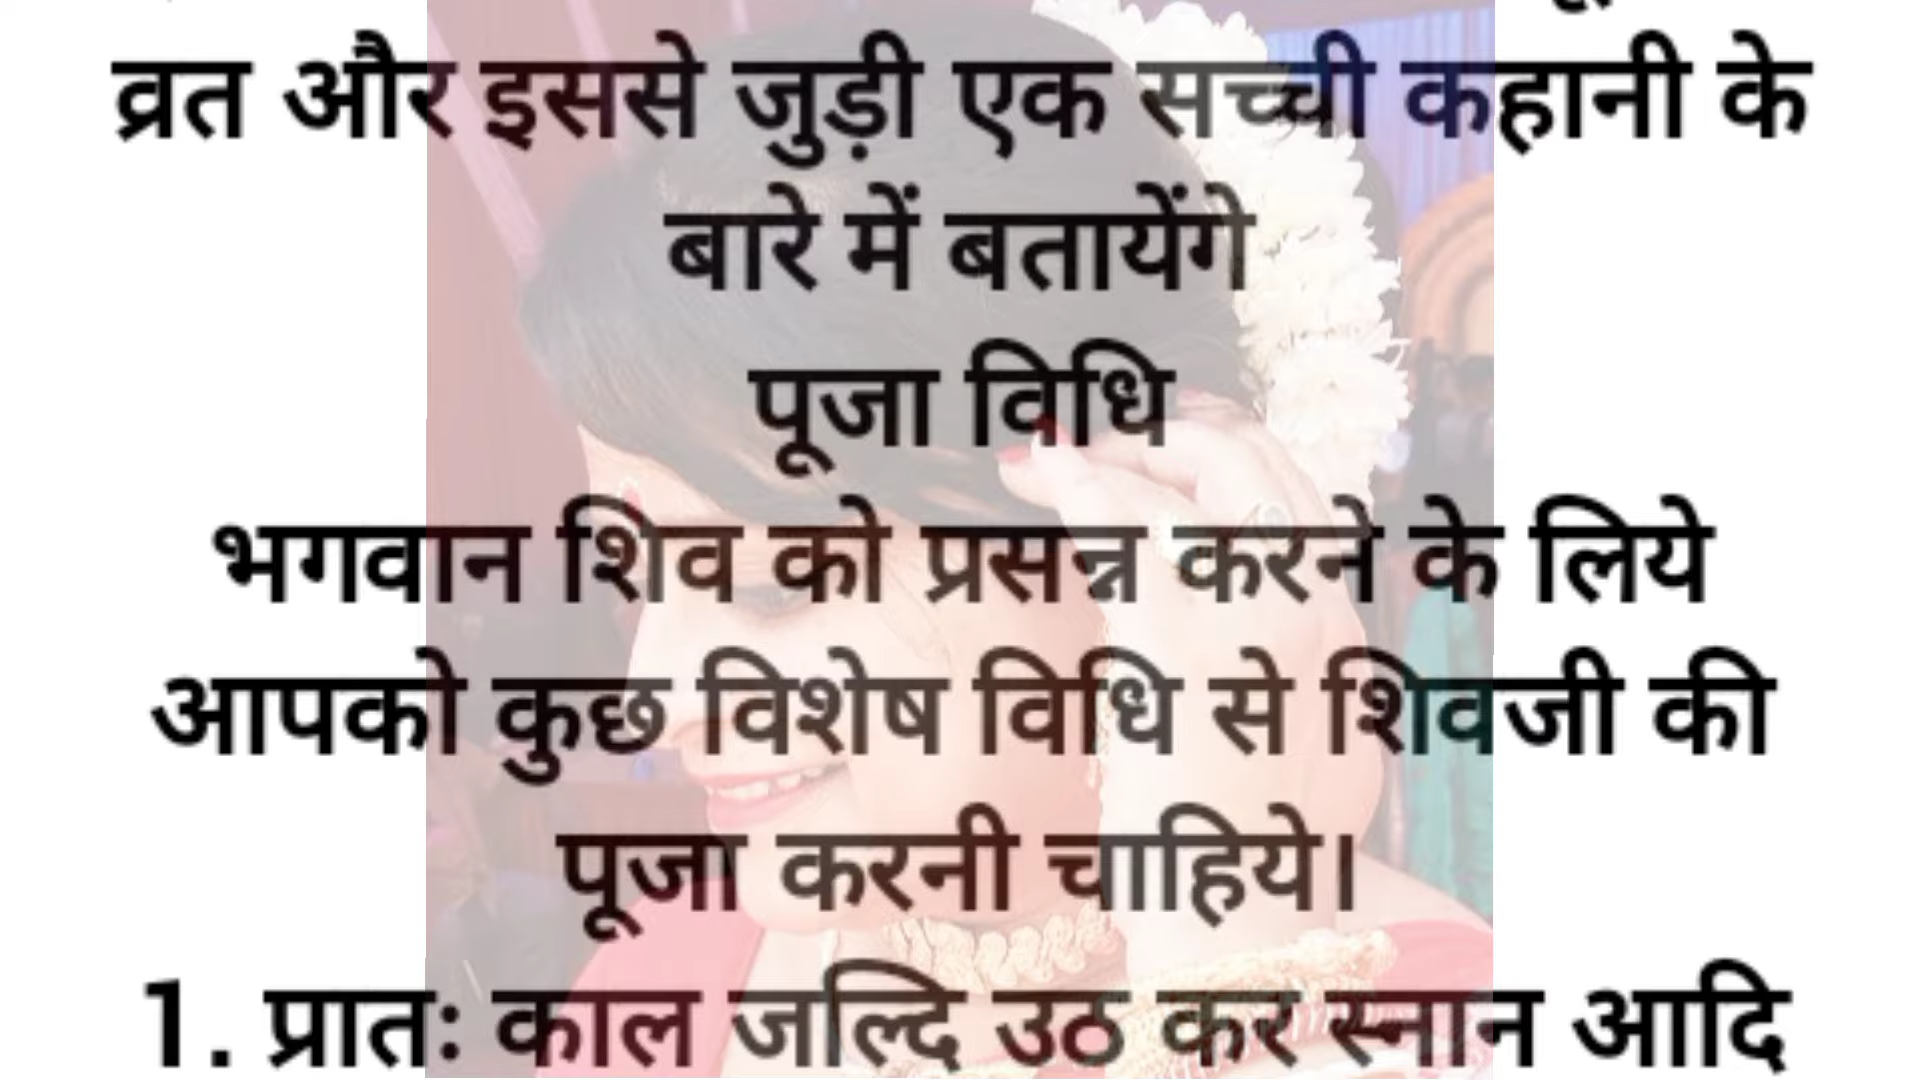 व्रत और इससे जुड़ी एक सच्ची कहानी के
बारे में बतायेंगे
पूजा विधि
भगवान शिव को प्रसन्न करने के लिये
आपको कुछ विशेष विधि से शिवजी की
पूजा करनी चाहिये।
1. प्रातः काल जल्दि उठ कर स्नान आदि